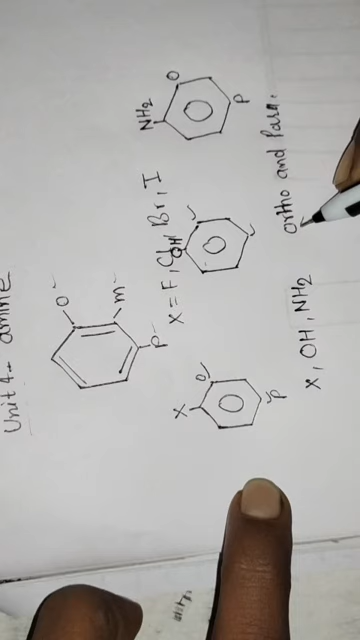 Unit 4- amine
O-
m-
p-
X = F, Cl, Br, I
X
O
p
OH
NH2
O
p
X, OH, NH2
ortho and Para.